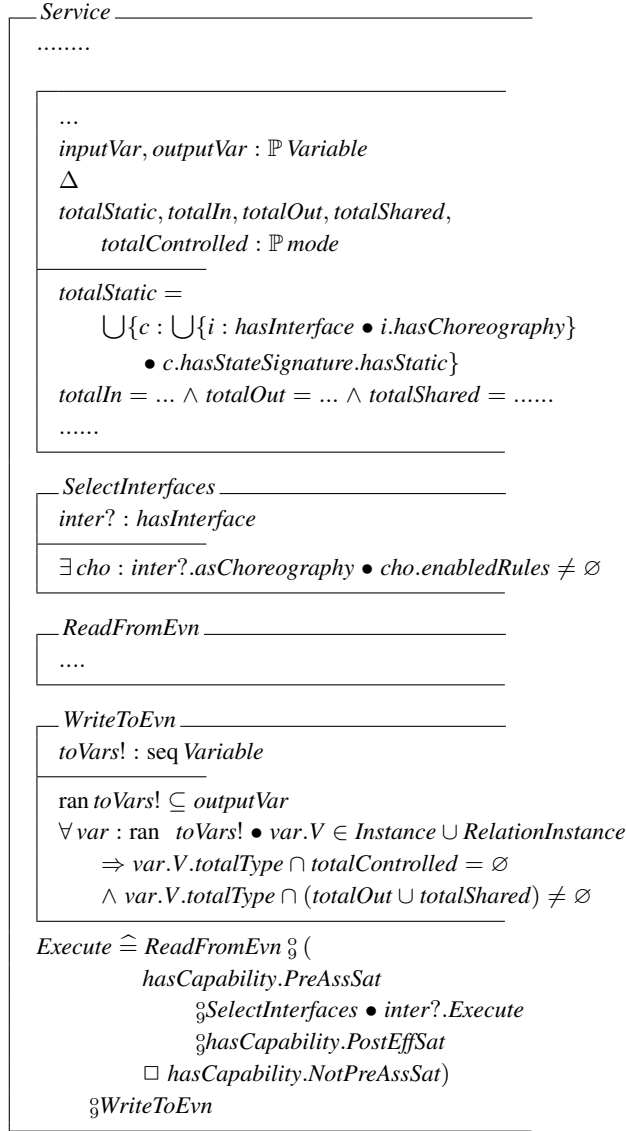 Service
........
...
inputVar, outputVar : ℙ Variable
Δ
totalStatic, totalIn, totalOut, totalShared,
totalControlled : ℙ mode
totalStatic =
⋃{c : ⋃{i : hasInterface • i.hasChoreography}
• c.hasStateSignature.hasStatic}
totalIn = ... ∧ totalOut = ... ∧ totalShared = ......
......
SelectInterfaces
inter? : hasInterface
∃ cho : inter?.asChoreography • cho.enabledRules ≠ ∅
ReadFromEvn
....
WriteToEvn
toVars! : seq Variable
ran toVars! ⊆ outputVar
∀ var : ran toVars! • var.V ∈ Instance ∪ RelationInstance
⇒ var.V.totalType ∩ totalControlled = ∅
∧ var.V.totalType ∩ (totalOut ∪ totalShared) ≠ ∅
Execute ≙ ReadFromEvn ⨟ (
hasCapability.PreAssSat
⨟SelectInterfaces • inter?.Execute
⨟hasCapability.PostEffSat
□ hasCapability.NotPreAssSat)
⨟WriteToEvn